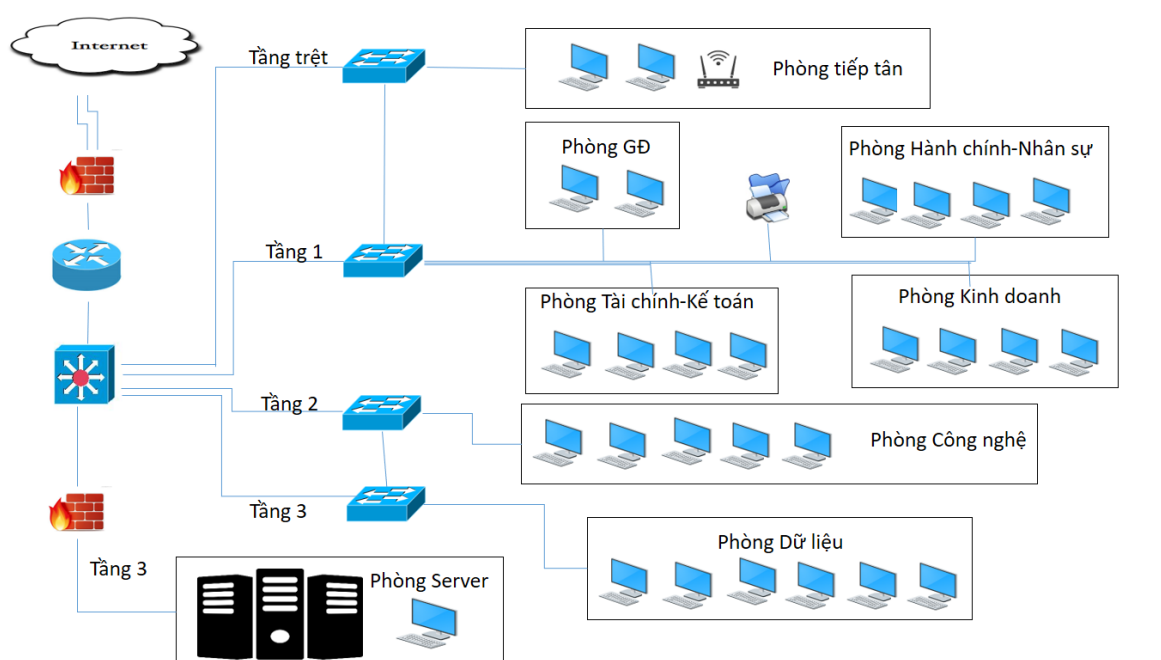 Internet
Tầng trệt
Phòng tiếp tân
Phòng GĐ
Phòng Hành chính-Nhân sự
Tầng 1
Phòng Tài chính-Kế toán
Phòng Kinh doanh
Tầng 2
Phòng Công nghệ
Tầng 3
Phòng Dữ liệu
Tầng 3
Phòng Server